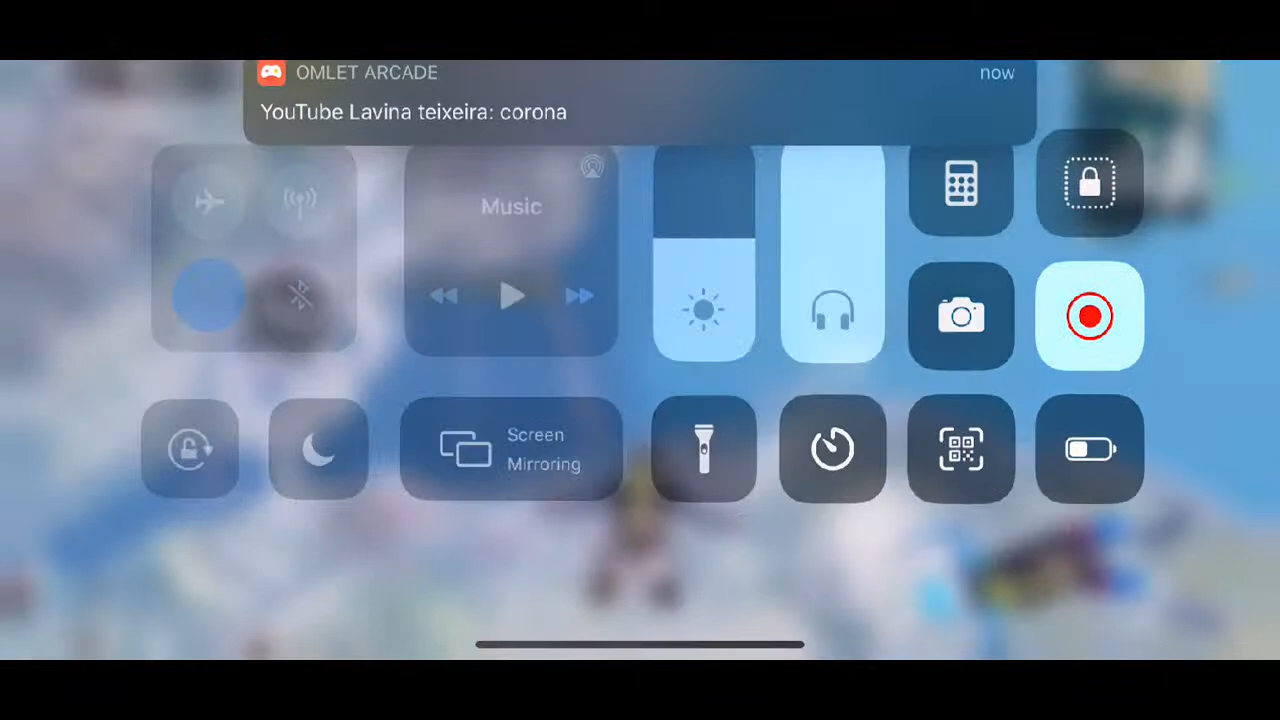 OMLET ARCADE
now
YouTube Lavina teixeira: corona
Music
Screen
Mirroring